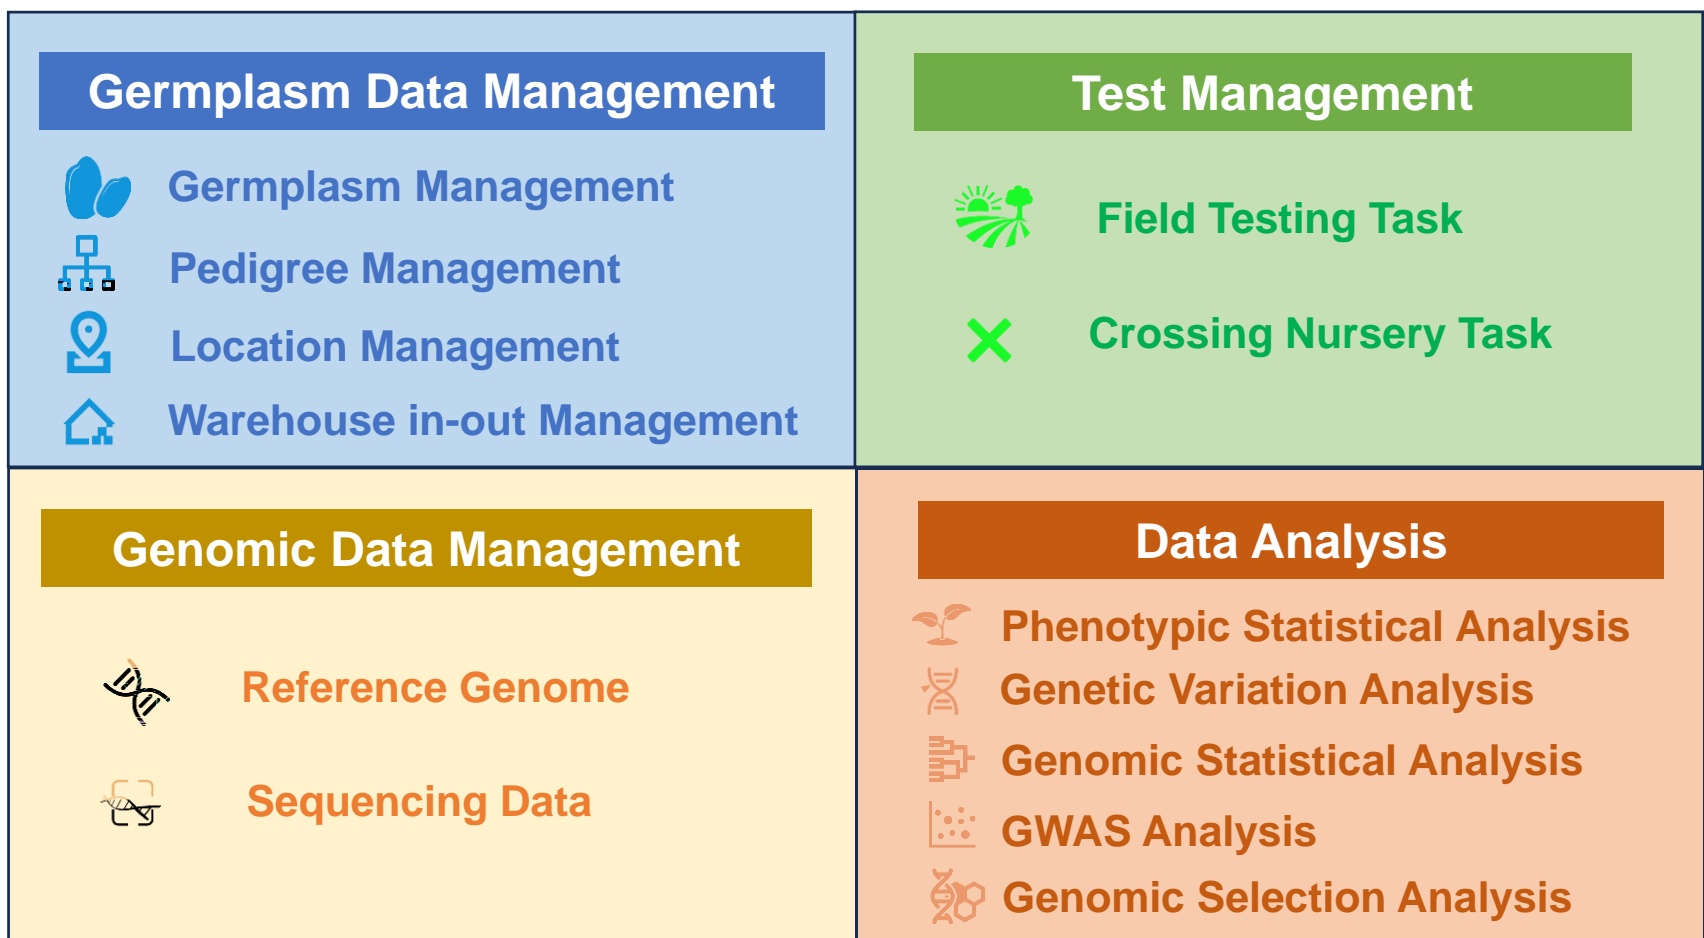 Germplasm Data Management
Germplasm Management
Pedigree Management
Location Management
Warehouse in-out Management
Test Management
Field Testing Task
Crossing Nursery Task
Genomic Data Management
Reference Genome
Sequencing Data
Data Analysis
Phenotypic Statistical Analysis
Genetic Variation Analysis
Genomic Statistical Analysis
GWAS Analysis
Genomic Selection Analysis